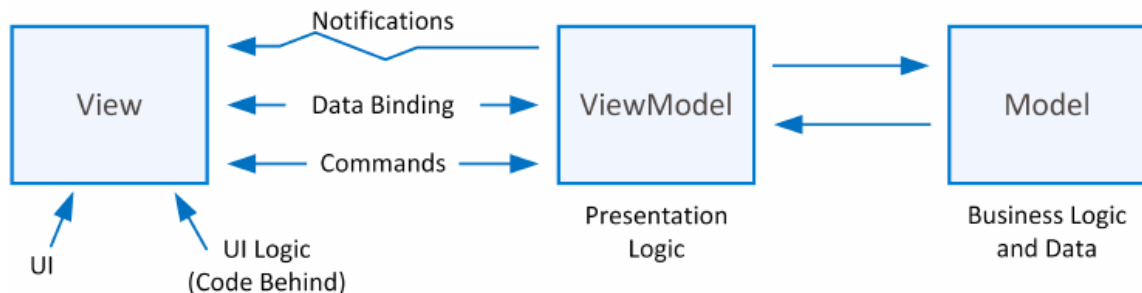 Notifications
View
Data Binding
ViewModel
Model
Commands
Presentation
Logic
Business Logic
and Data
UI
UI Logic
(Code Behind)